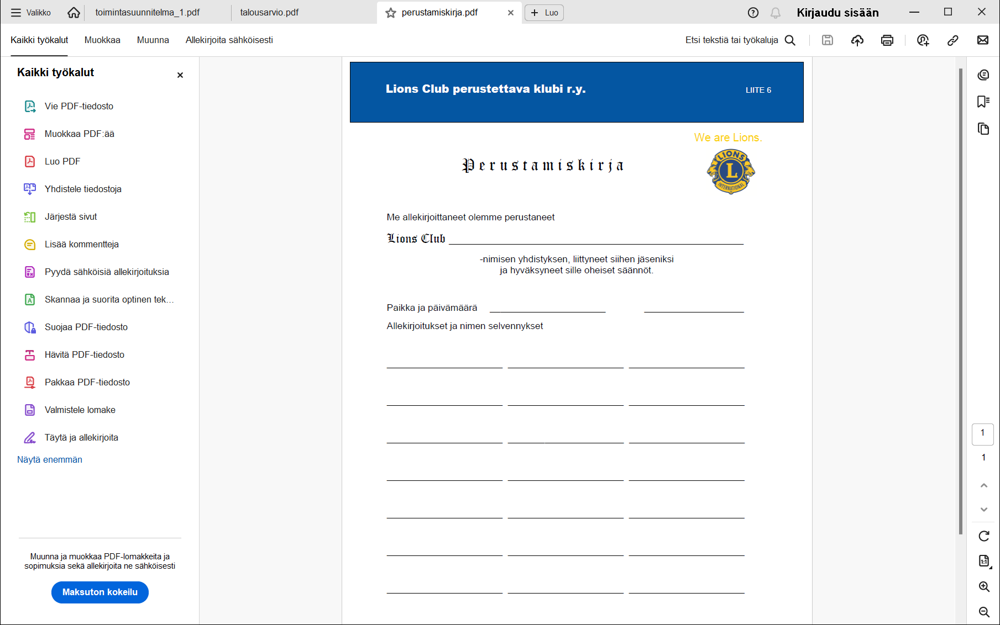 Valikko
toimintasuunnitelma_1.pdf
talousarvio.pdf
perustamiskirja.pdf
Luo
Kirjaudu sisään
Kaikki työkalut
Muokkaa
Muunna
Allekirjoita sähköisesti
Etsi tekstiä tai työkaluja
Kaikki työkalut
Vie PDF-tiedosto
Muokkaa PDF:ää
Luo PDF
Yhdistele tiedostoja
Järjestä sivut
Lisää kommentteja
Pyydä sähköisiä allekirjoituksia
Skannaa ja suorita optinen tek...
Suojaa PDF-tiedosto
Hävitä PDF-tiedosto
Pakkaa PDF-tiedosto
Valmistele lomake
Täytä ja allekirjoita
Näytä enemmän
Muunna ja muokkaa PDF-lomakkeita ja
sopimuksia sekä allekirjoita ne sähköisesti
Maksuton kokeilu
Lions Club perustettava klubi r.y.
LIITE 6
We are Lions.
LIONS
L
INTERNATIONAL
Perustamiskirja
Me allekirjoittaneet olemme perustaneet
Lions Club
-nimisen yhdistyksen, liittyneet siihen jäseniksi
ja hyväksyneet sille oheiset säännöt.
Paikka ja päivämäärä
Allekirjoitukset ja nimen selvennykset
1
1
1:1